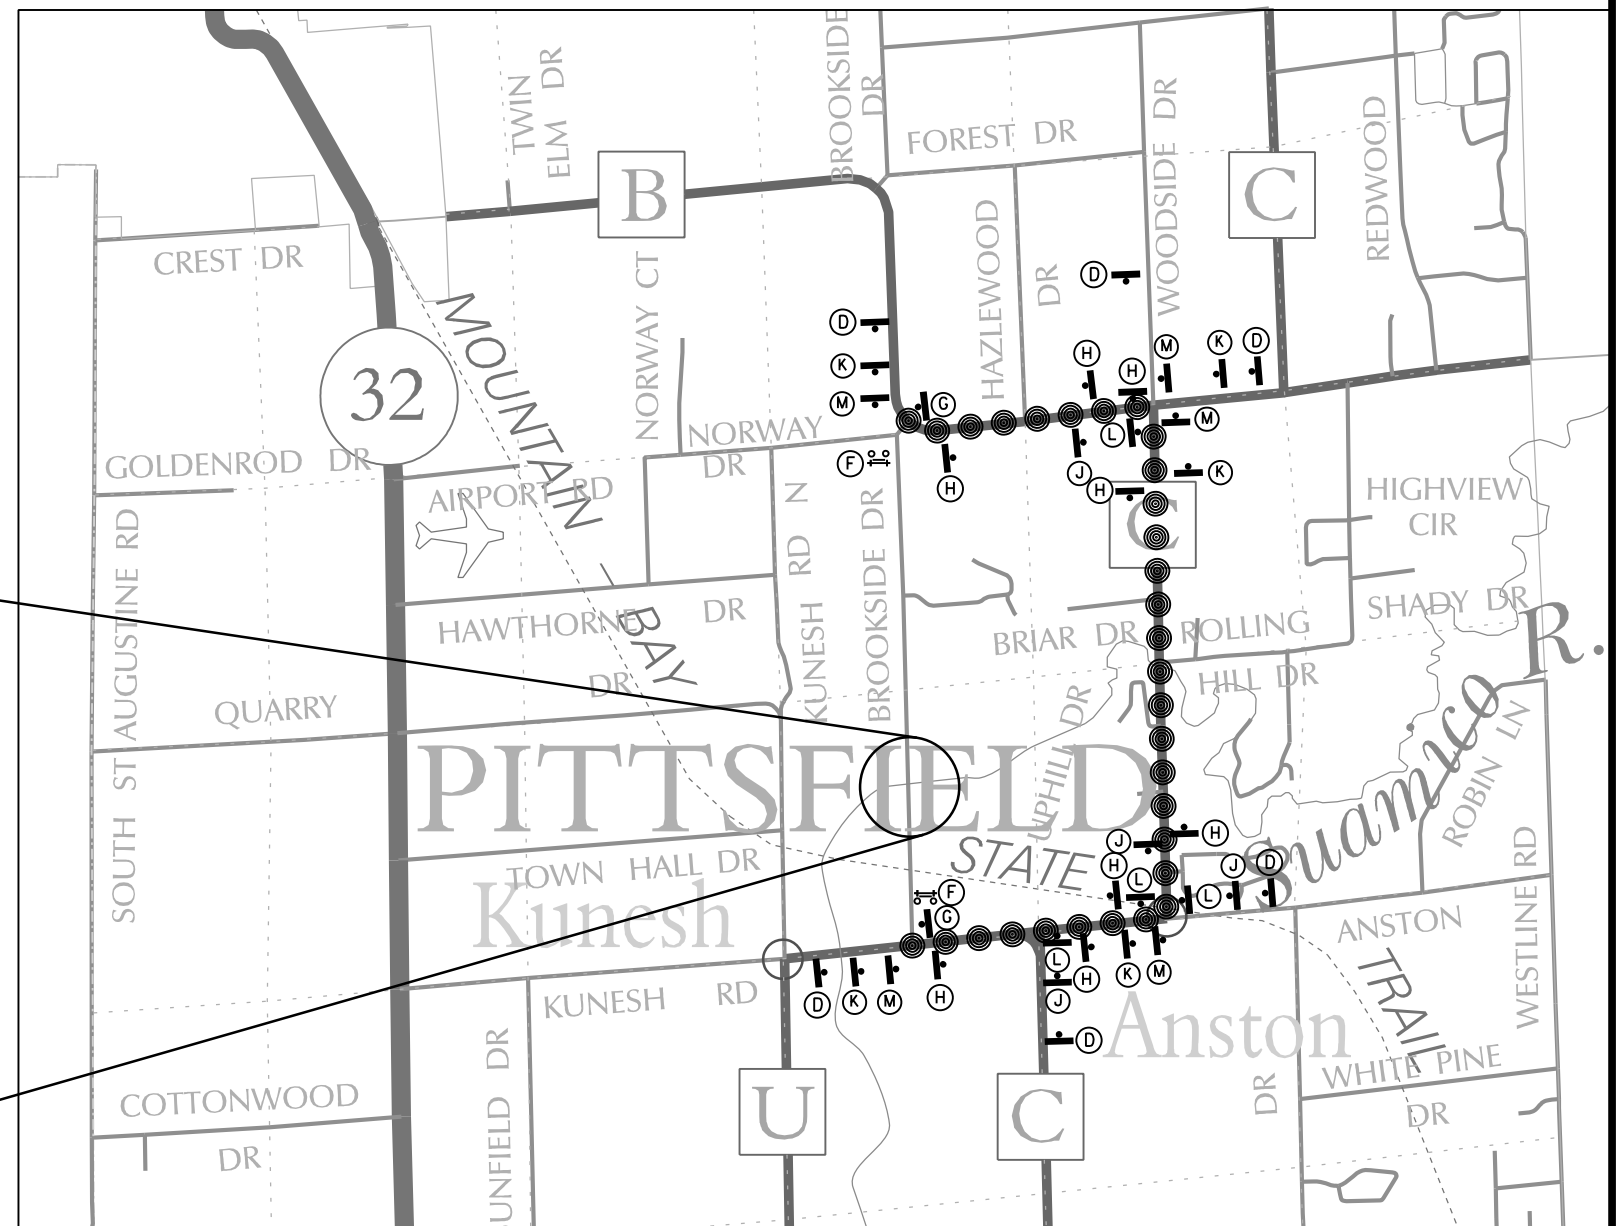 TWIN
ELM DR
BROOKSIDE
DR
FOREST DR
WOODSIDE DR
REDWOOD
B
C
CREST DR
NORWAY CT
HAZLEWOOD
DR
D
D
H
H
M
K
D
K
M
G
32
MOUNTAIN
NORWAY
DR
F
H
J
L
M
K
H
GOLDENROD DR
AIRPORT RD
C
HIGHVIEW
CIR
AUGUSTINE RD
KUNESH RD N
BROOKSIDE DR
HAWTHORNE DR
DR
BAY
BRIAR DR
ROLLING
HILL DR
SHADY DR
QUARRY
UPHILL DR
Suamico R.
ROBIN LN
PITTSFIELD
SOUTH ST
TOWN HALL DR
STATE
J
H
H
L
J
D
L
Kunesh
F
G
ANSTON
DR
WESTLINE RD
KUNESH RD
D
K
M
H
L
H
K
M
J
D
Anston
TRAIL
WHITE PINE
DR
COTTONWOOD
DR
UNFIELD DR
U
C